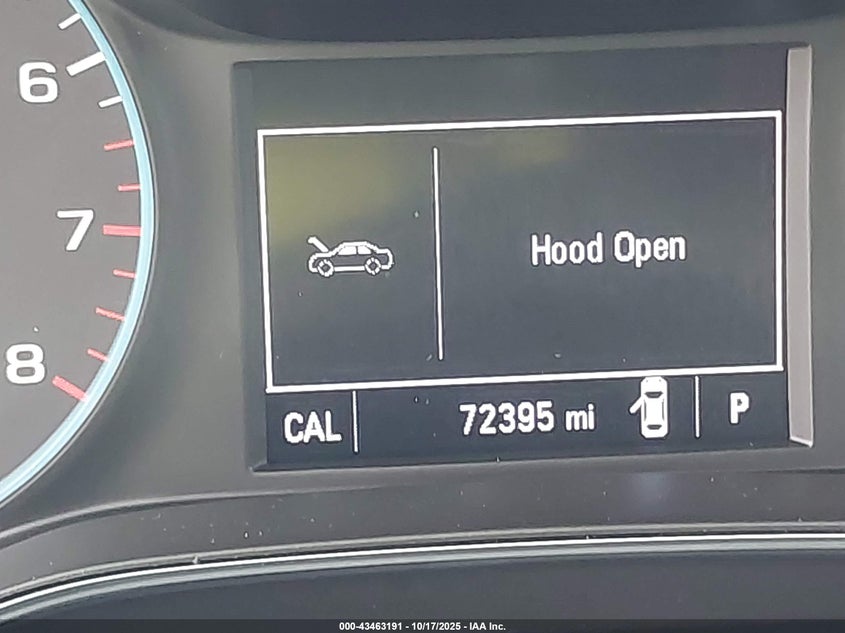 6
7
8
Hood Open
CAL 72395 mi P
000-43463191 - 10/17/2025 - IAA Inc.